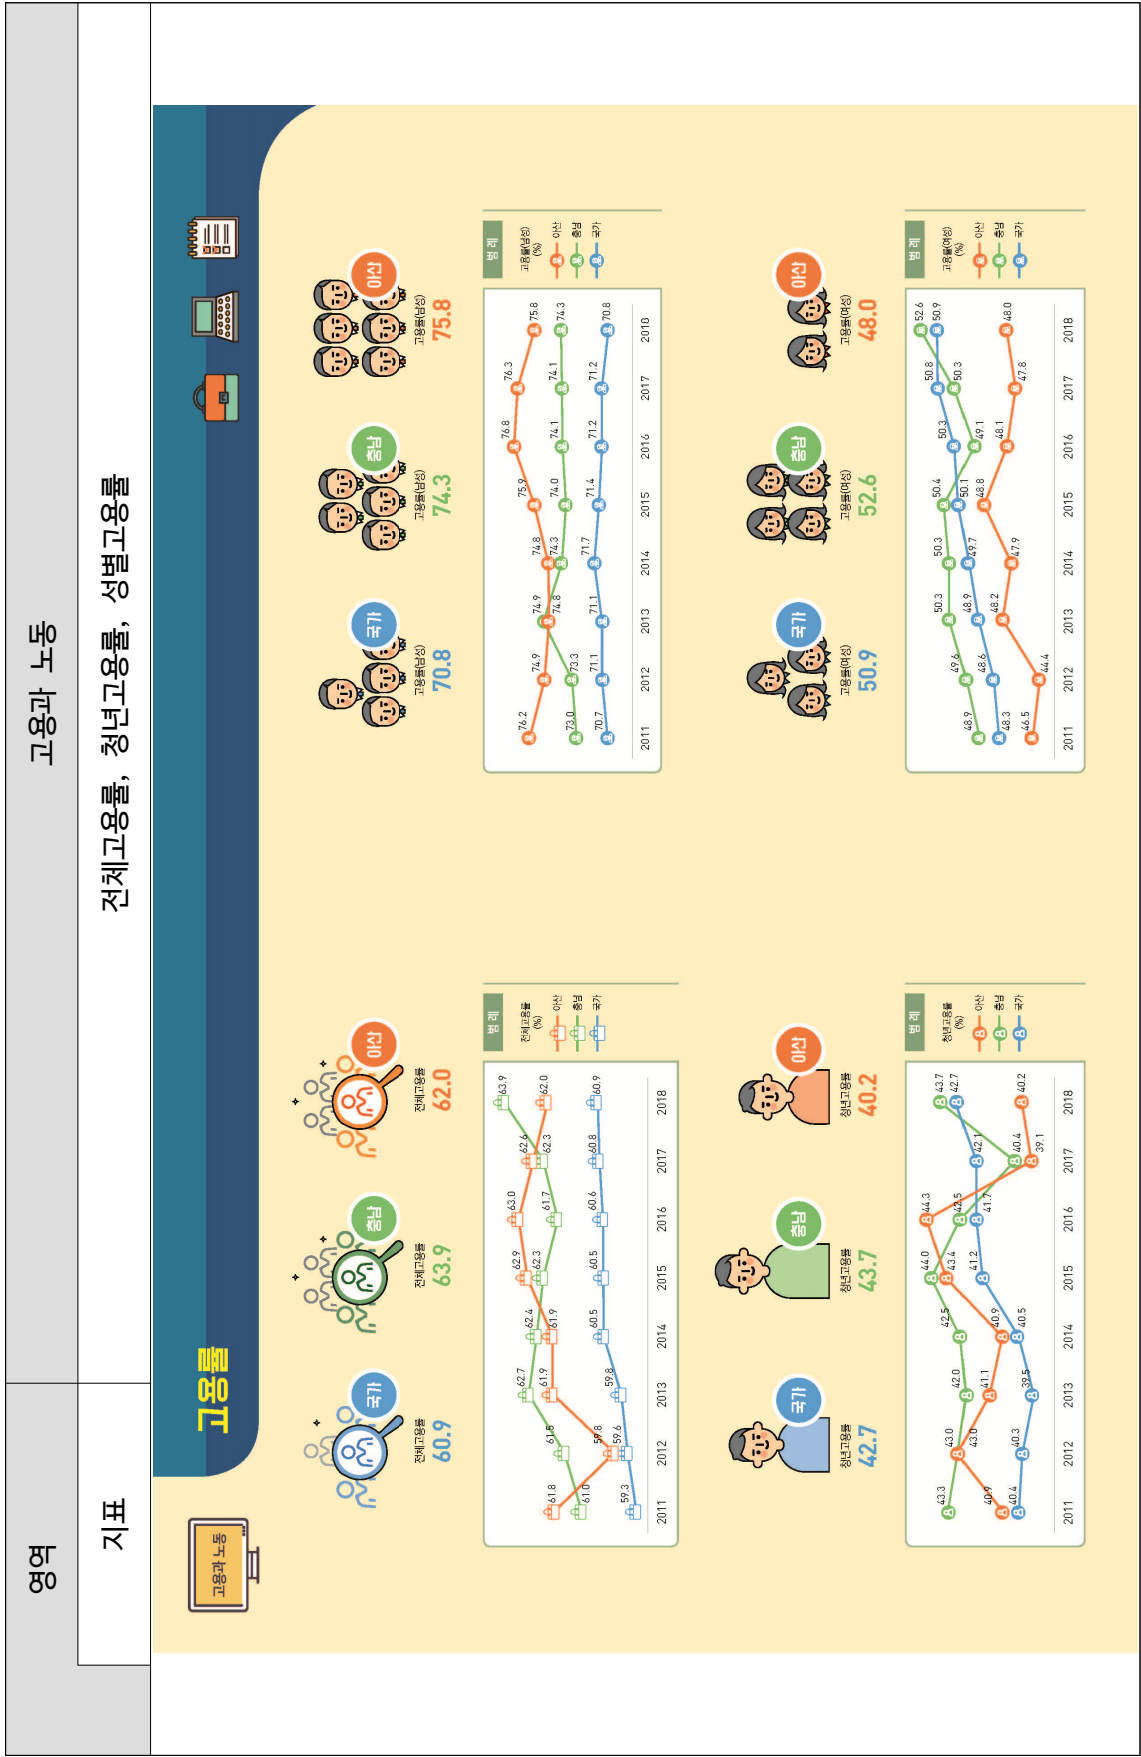 영역
고용과 노동
지표
전체고용률, 청년고용률, 성별고용률
고용과 노동
고용률
국가
전체고용률
60.9
충남
전체고용률
63.9
아산
전체고용률
62.0
범 례
전체고용률
(%)
아산
충남
국가
61.8 59.8 61.9 61.9 62.9 63.0 62.6 62.0
61.0 61.5 62.7 62.4 62.3 61.7 62.3 63.9
59.3 59.6 59.8 60.5 60.5 60.6 60.8 60.9
2011 2012 2013 2014 2015 2016 2017 2018
국가
고용률(남성)
70.8
충남
고용률(남성)
74.3
아산
고용률(남성)
75.8
범 례
고용률(남성)
(%)
아산
충남
국가
76.2 74.9 74.8 74.8 75.9 76.8 76.3 75.8
73.0 73.3 74.9 74.3 74.0 74.1 74.1 74.3
70.7 71.1 71.1 71.7 71.4 71.2 71.2 70.8
2011 2012 2013 2014 2015 2016 2017 2018
국가
청년고용률
42.7
충남
청년고용률
43.7
아산
청년고용률
40.2
범 례
청년고용률
(%)
아산
충남
국가
43.3 43.0 42.0 42.5 44.0 42.5 40.4 43.7
40.9 43.0 41.1 40.9 43.4 44.3 39.1 40.2
40.4 40.3 39.5 40.5 41.2 41.7 42.1 42.7
2011 2012 2013 2014 2015 2016 2017 2018
국가
고용률(여성)
50.9
충남
고용률(여성)
52.6
아산
고용률(여성)
48.0
범 례
고용률(여성)
(%)
아산
충남
국가
48.9 49.6 50.3 50.3 50.4 49.1 50.3 52.6
48.3 48.6 48.9 49.7 50.1 50.3 50.8 50.9
46.5 44.4 48.2 47.9 48.8 48.1 47.8 48.0
2011 2012 2013 2014 2015 2016 2017 2018